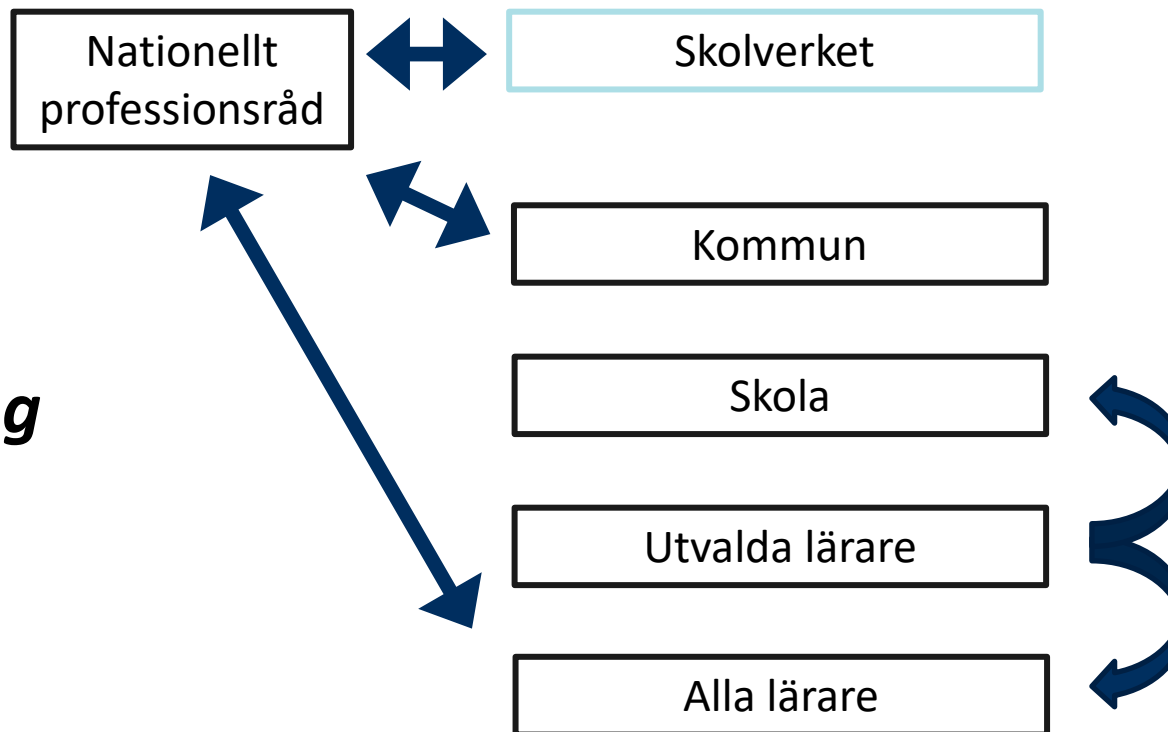 Nationellt
professionsråd
Skolverket
Kommun
Skola
g
Utvalda lärare
Alla lärare